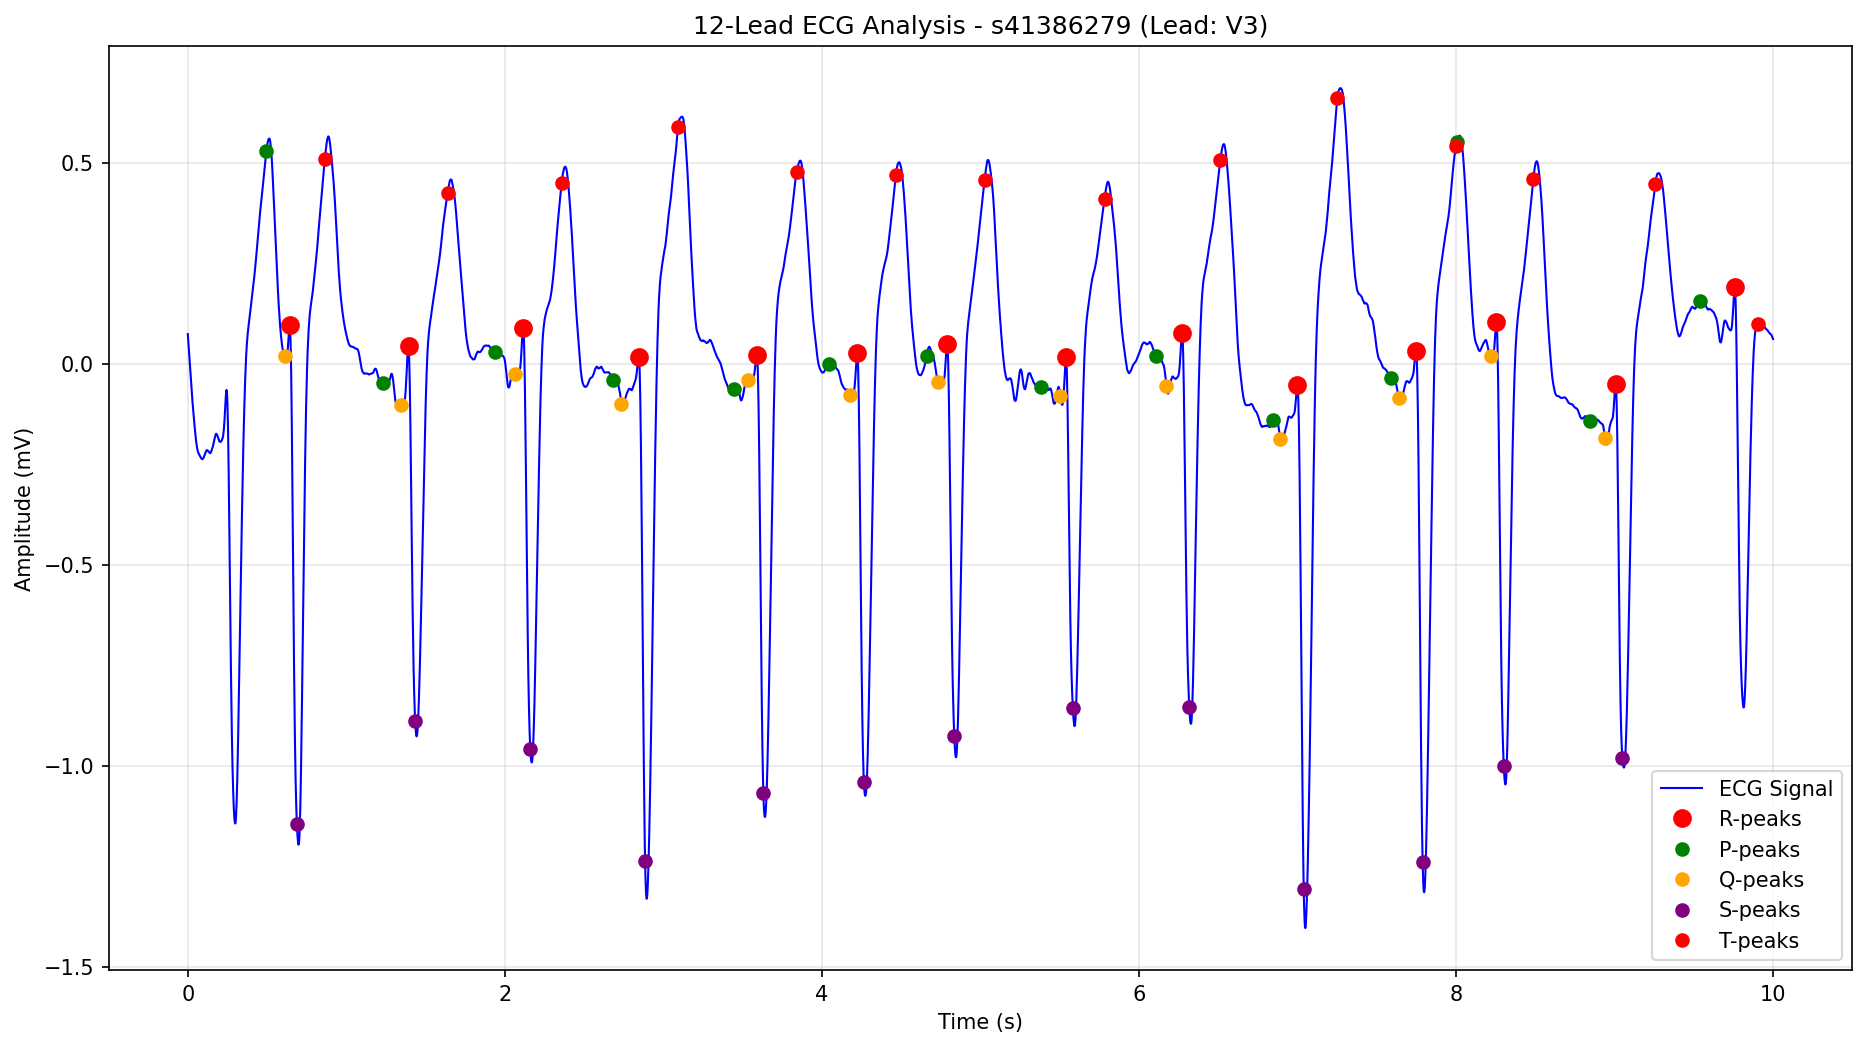 12-Lead ECG Analysis - s41386279 (Lead: V3)
Amplitude (mV)
0.5
0.0
−0.5
−1.0
−1.5
0 2 4 6 8 10
Time (s)
ECG Signal
R-peaks
P-peaks
Q-peaks
S-peaks
T-peaks